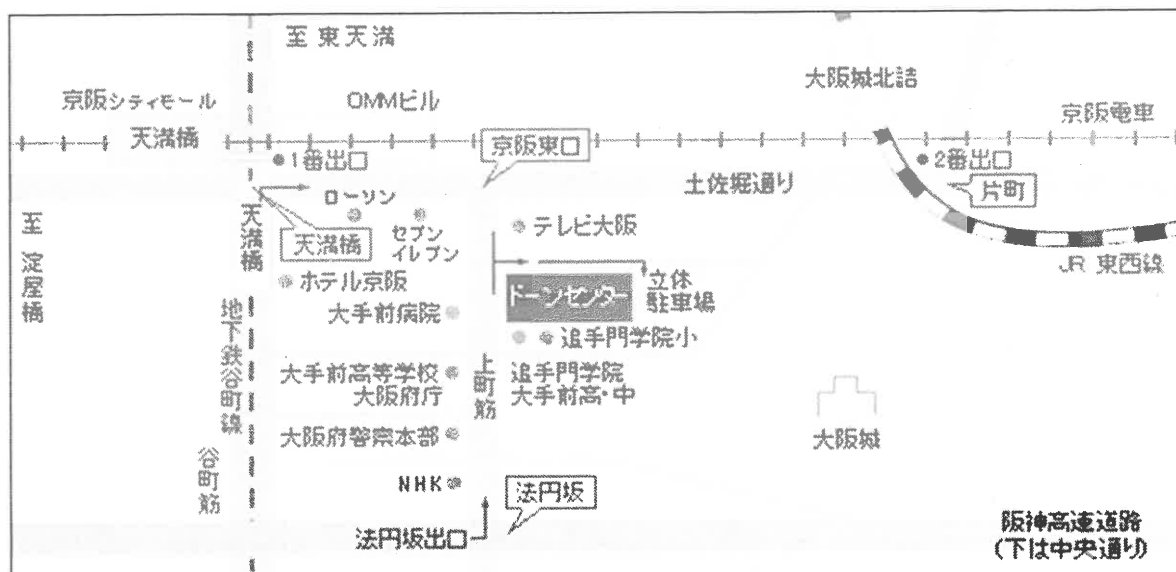 至 東天満
大阪城北詰
京阪シティモール
OMMビル
京阪電車
天満橋
京阪東口
1番出口
2番出口
土佐堀通り
片町
ローソン
天満橋
セブン
イレブン
テレビ大阪
天満橋
至 淀屋橋
ホテル京阪
立体
駐車場
ドーンセンター
JR 東西線
大手前病院
追手門学院小
地下鉄谷町線
上町筋
大手前高等学校
大阪府庁
追手門学院
大手前高・中
大阪府警察本部
大阪城
谷町筋
NHK
法円坂
法円坂出口
阪神高速道路
(下は中央通り)